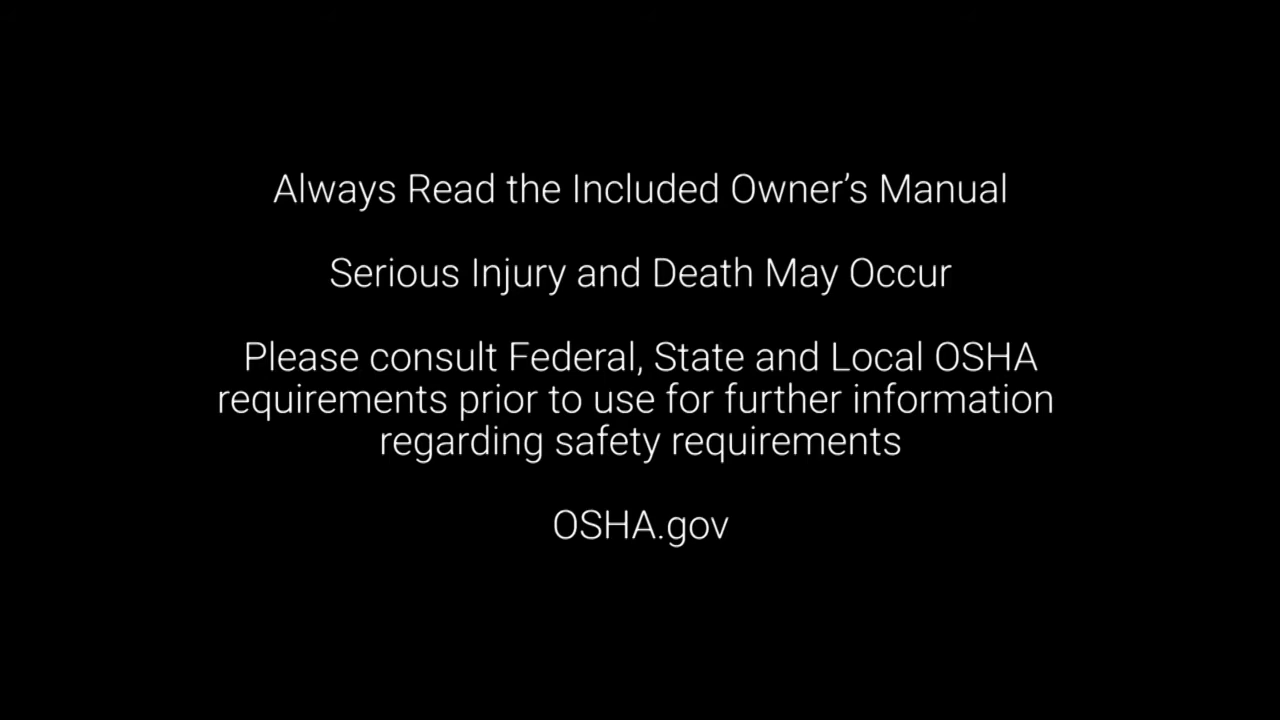 Always Read the Included Owner’s Manual
Serious Injury and Death May Occur
Please consult Federal, State and Local OSHA
requirements prior to use for further information
regarding safety requirements
OSHA.gov